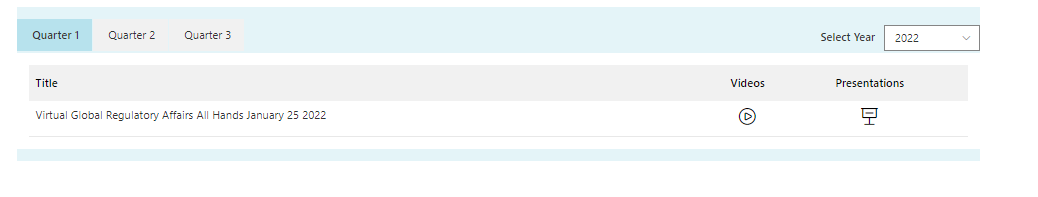 Quarter 1 Quarter 2 Quarter 3 Select Year 2022
Title Videos Presentations
Virtual Global Regulatory Affairs All Hands January 25 2022